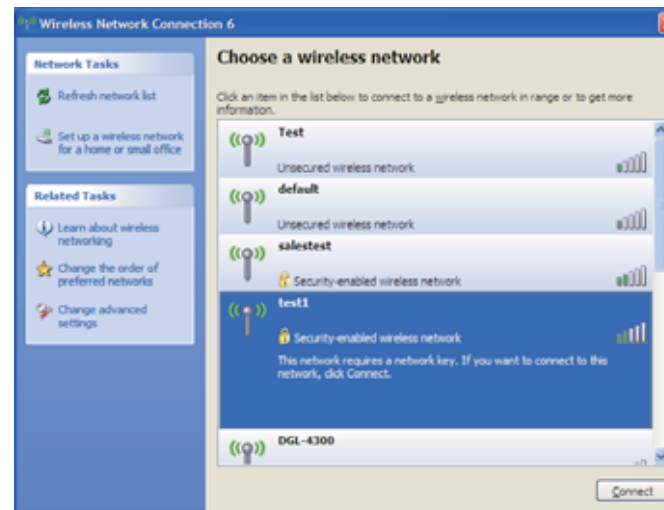 Wireless Network Connection 6
Network Tasks
Refresh network list
Set up a wireless network
for a home or small office
Related Tasks
Learn about wireless
networking
Change the order of
preferred networks
Change advanced
settings
Choose a wireless network
Click an item in the list below to connect to a wireless network in range or to get more
information.
Test
Unsecured wireless network
default
Unsecured wireless network
salestest
Security-enabled wireless network
test1
Security-enabled wireless network
This network requires a network key. If you want to connect to this
network, click Connect.
DGL-4300
Connect